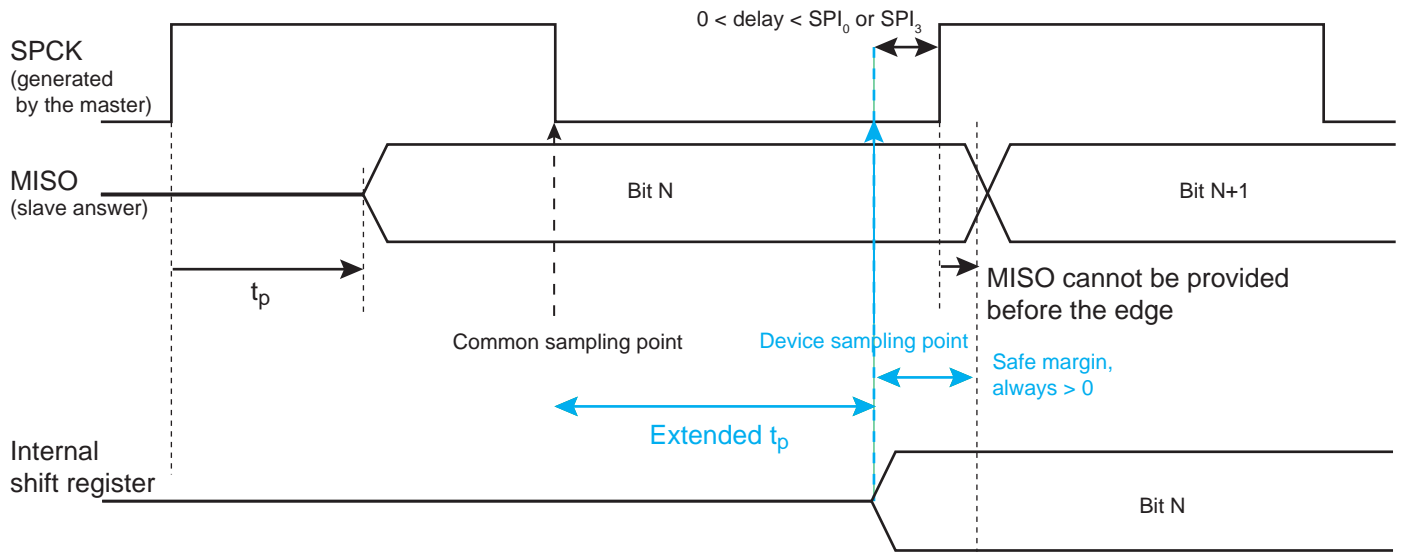 0 < delay < SPI0 or SPI3
SPCK
(generated
by the master)
MISO
(slave answer)
Bit N
Bit N+1
tp
MISO cannot be provided
before the edge
Common sampling point
Device sampling point
Safe margin,
always > 0
Extended tp
Internal
shift register
Bit N